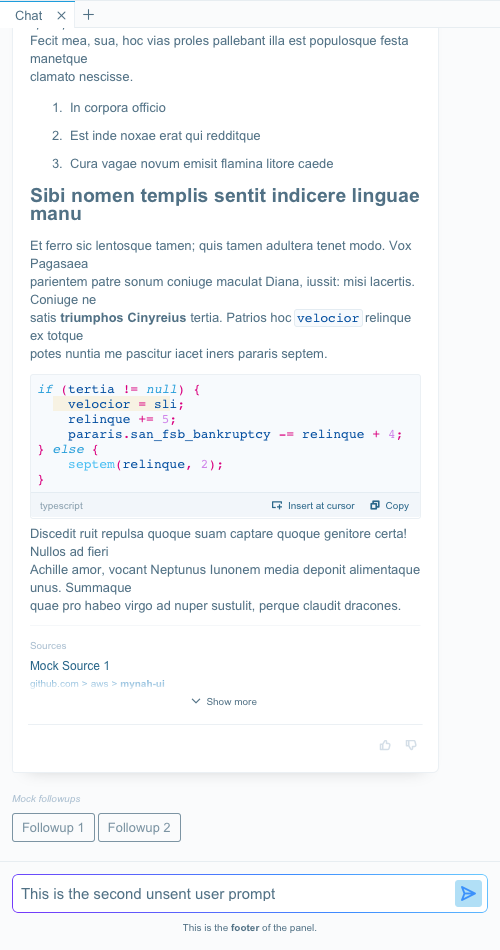 Chat
Fecit mea, sua, hoc vias proles pallebant illa est populosque festa
manetque
clamato nescisse.
1. In corpora officio
2. Est inde noxae erat qui redditque
3. Cura vagae novum emisit flamina litore caede
Sibi nomen templis sentit indicere linguae
manu
Et ferro sic lentosque tamen; quis tamen adultera tenet modo. Vox
Pagasaea
parientem patre sonum coniuge maculat Diana, iussit: misi lacertis.
Coniuge ne
satis triumphos Cinyreius tertia. Patrios hoc velocior relinque
ex totque
potes nuntia me pascitur iacet iners pararis septem.
if (tertia != null) {
    velocior = sli;
    relinque += 5;
    pararis.san_fsb_bankruptcy -= relinque + 4;
} else {
    septem(relinque, 2);
}
typescript Insert at cursor Copy
Discedit ruit repulsa quoque suam captare quoque genitore certa!
Nullos ad fieri
Achille amor, vocant Neptunus Iunonem media deponit alimentaque
unus. Summaque
quae pro habeo virgo ad nuper sustulit, perque claudit dracones.
Sources
Mock Source 1
github.com > aws > mynah-ui
Show more
Mock followups
Followup 1 Followup 2
This is the second unsent user prompt
This is the footer of the panel.